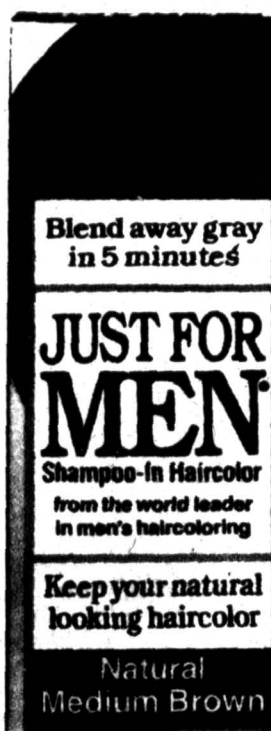 Blend away gray
in 5 minutes
JUST FOR
MEN®
Shampoo-In Haircolor
from the world leader
in men's haircoloring
Keep your natural
looking haircolor
Natural
Medium Brown